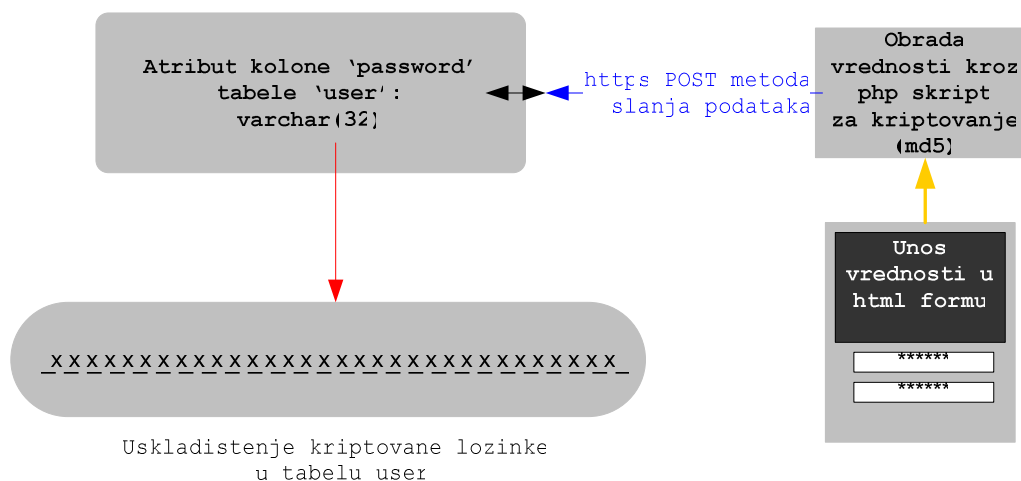 Atribut kolone ‘password’
tabele ‘user‘:
varchar(32)
https POST metoda
slanja podataka
Obrada
vrednosti kroz
php skript
za kriptovanje
(md5)
Unos
vrednosti u
html formu
******
******
x x x x x x x x x x x x x x x x x x x x x x x x x x x x x x x x
Uskladistenje kriptovane lozinke
u tabelu user